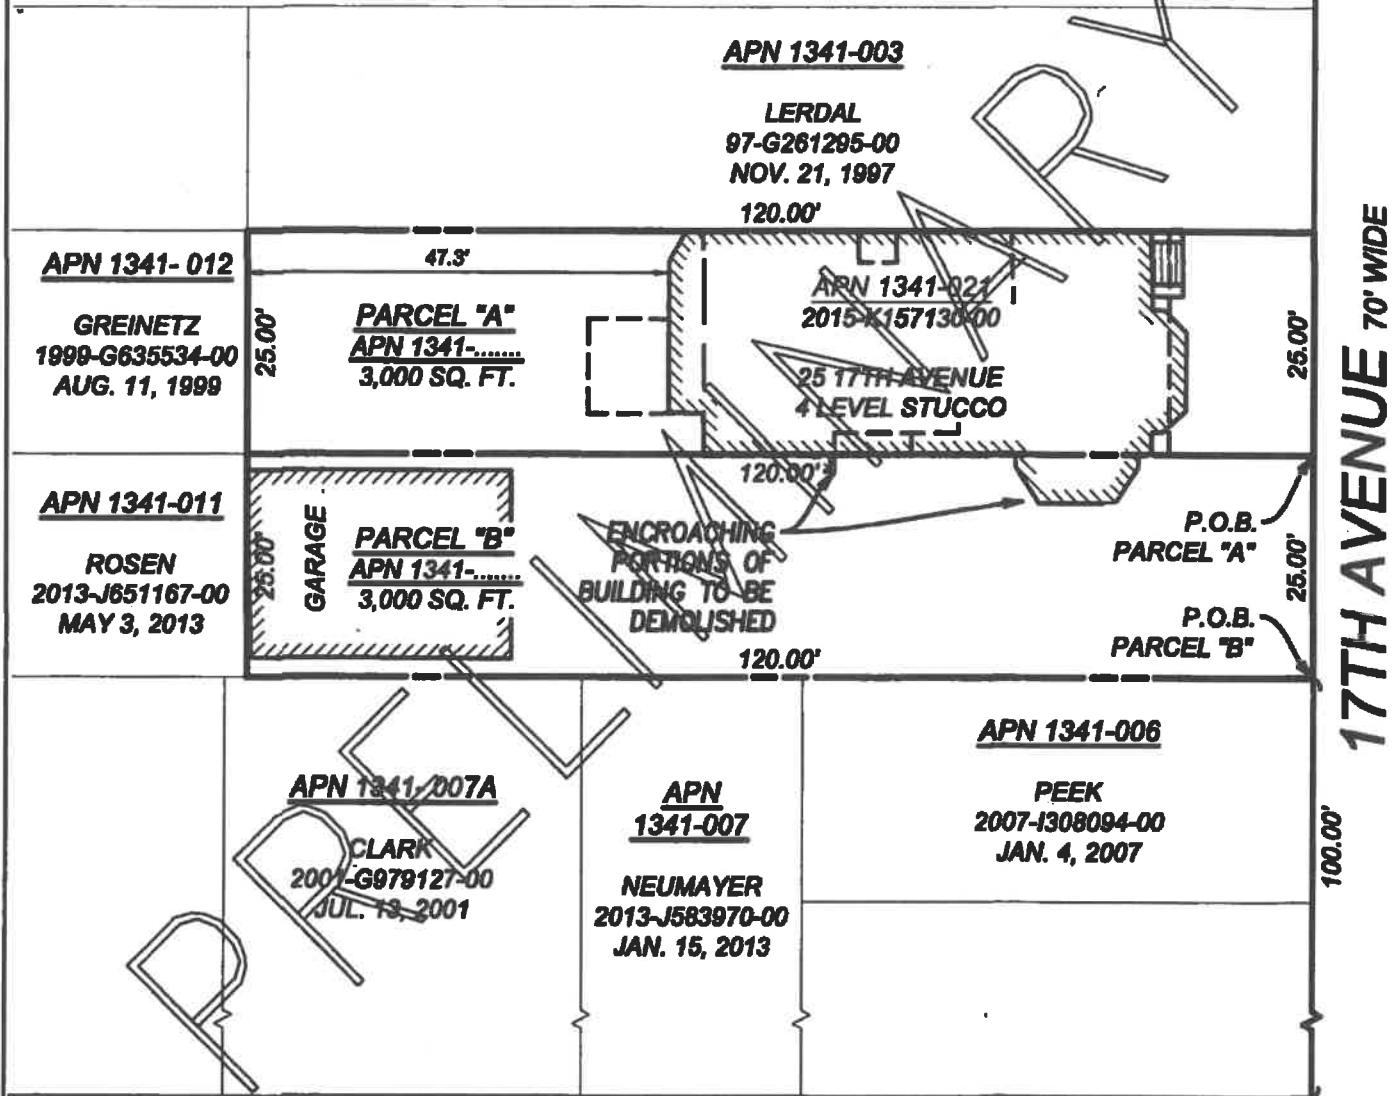 APN 1341-003
LERDAL
97-G261295-00
NOV. 21, 1997
120.00'
APN 1341- 012
GREINETZ
1999-G635534-00
AUG. 11, 1999
47.3'
25.00'
PARCEL "A"
APN 1341-.......
3,000 SQ. FT.
APN 1341-021
2015-K157130-00
25 17TH AVENUE
4 LEVEL STUCCO
25.00'
17TH AVENUE 70' WIDE
APN 1341-011
ROSEN
2013-J651167-00
MAY 3, 2013
25.00'
GARAGE
PARCEL "B"
APN 1341-.......
3,000 SQ. FT.
120.00'
ENCROACHING
PORTIONS OF
BUILDING TO BE
DEMOLISHED
P.O.B.
PARCEL "A"
25.00'
P.O.B.
PARCEL "B"
120.00'
APN 1341-007A
CLARK
2001-G979127-00
JUL. 13, 2001
APN
1341-007
NEUMAYER
2013-J583970-00
JAN. 15, 2013
APN 1341-006
PEEK
2007-I308094-00
JAN. 4, 2007
100.00'
PRELIMINARY